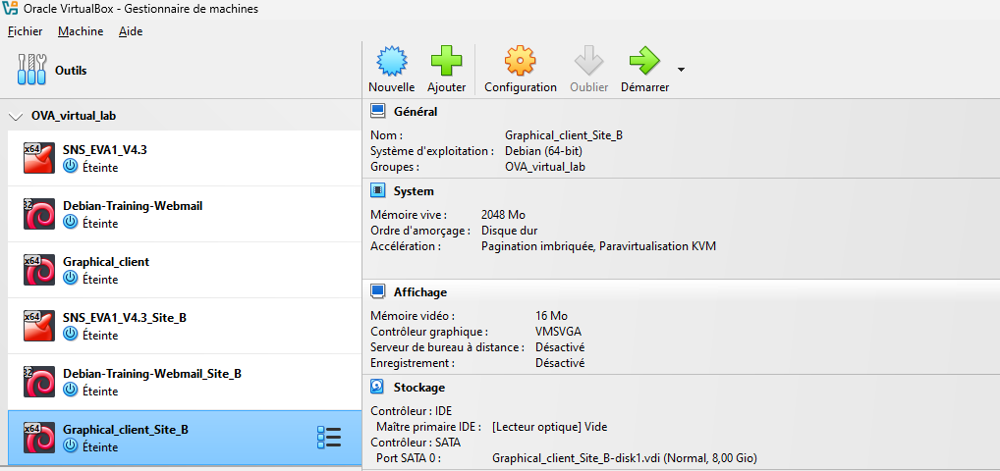 Oracle VirtualBox - Gestionnaire de machines
Fichier Machine Aide
Outils
Nouvelle Ajouter Configuration Oublier Démarrer
OVA_virtual_lab
x64 SNS_EVA1_V4.3
Éteinte
32 Debian-Training-Webmail
Éteinte
x64 Graphical_client
Éteinte
x64 SNS_EVA1_V4.3_Site_B
Éteinte
32 Debian-Training-Webmail_Site_B
Éteinte
x64 Graphical_client_Site_B
Éteinte
Général
Nom : Graphical_client_Site_B
Système d'exploitation : Debian (64-bit)
Groupes : OVA_virtual_lab
System
Mémoire vive : 2048 Mo
Ordre d'amorçage : Disque dur
Accélération : Pagination imbriquée, Paravirtualisation KVM
Affichage
Mémoire vidéo : 16 Mo
Contrôleur graphique : VMSVGA
Serveur de bureau à distance : Désactivé
Enregistrement : Désactivé
Stockage
Contrôleur : IDE
Maître primaire IDE : [Lecteur optique] Vide
Contrôleur : SATA
Port SATA 0 : Graphical_client_Site_B-disk1.vdi (Normal, 8,00 Gio)